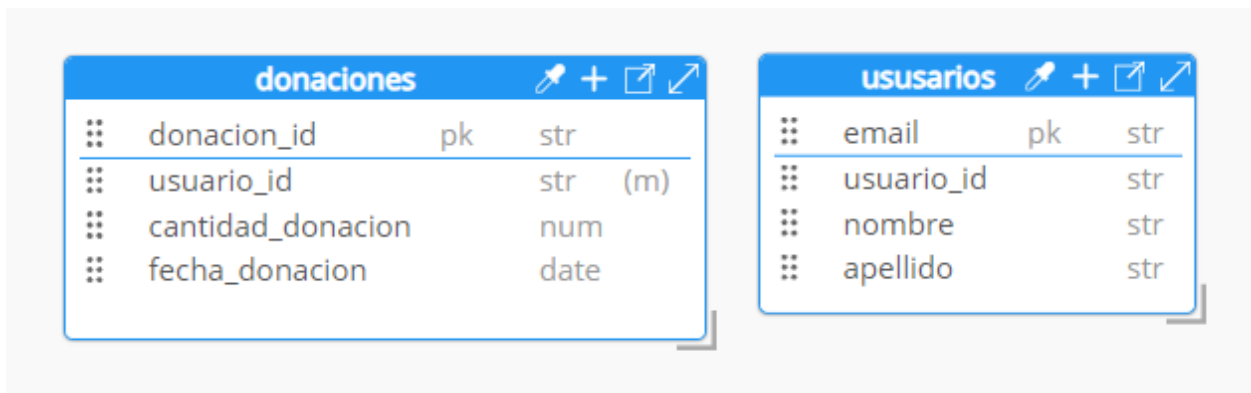 donaciones
donacion_id pk str
usuario_id str (m)
cantidad_donacion num
fecha_donacion date
ususarios
email pk str
usuario_id str
nombre str
apellido str